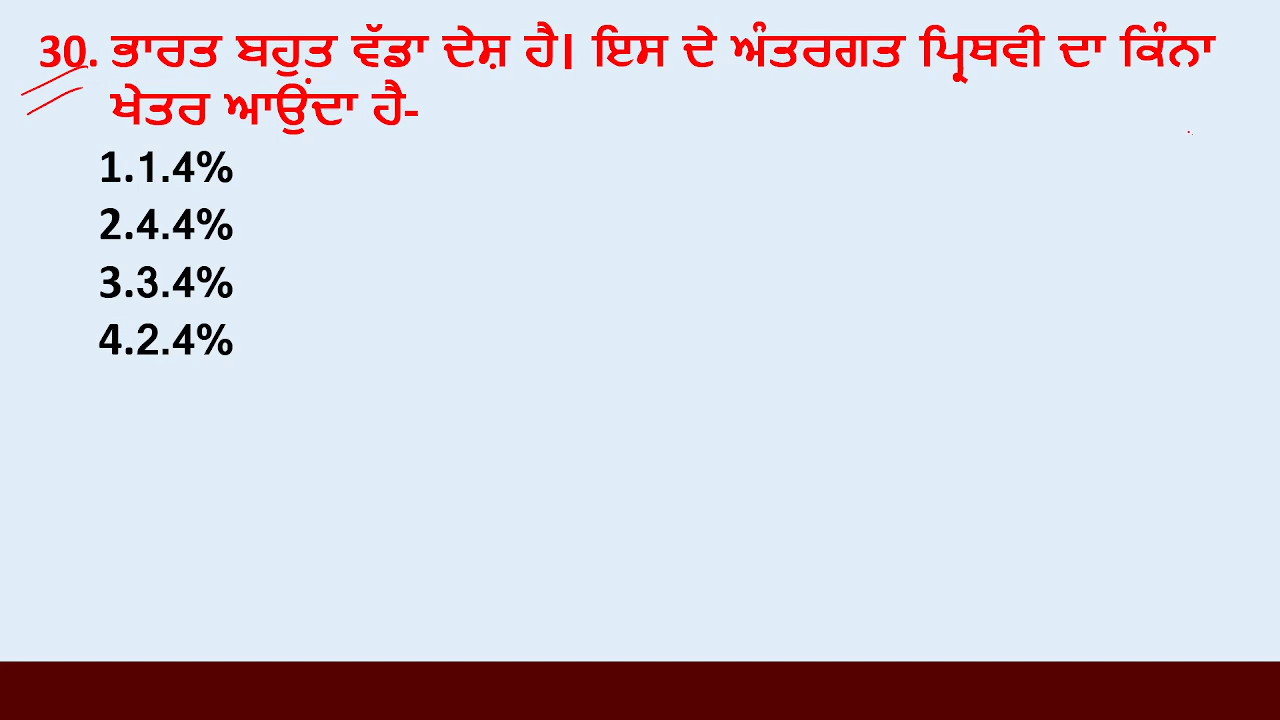 30. ਭਾਰਤ ਬਹੁਤ ਵੱਡਾ ਦੇਸ਼ ਹੈ। ਇਸ ਦੇ ਅੰਤਰਗਤ ਪ੍ਰਿਥਵੀ ਦਾ ਕਿੰਨਾ
ਖੇਤਰ ਆਉਂਦਾ ਹੈ-
1.1.4%
2.4.4%
3.3.4%
4.2.4%